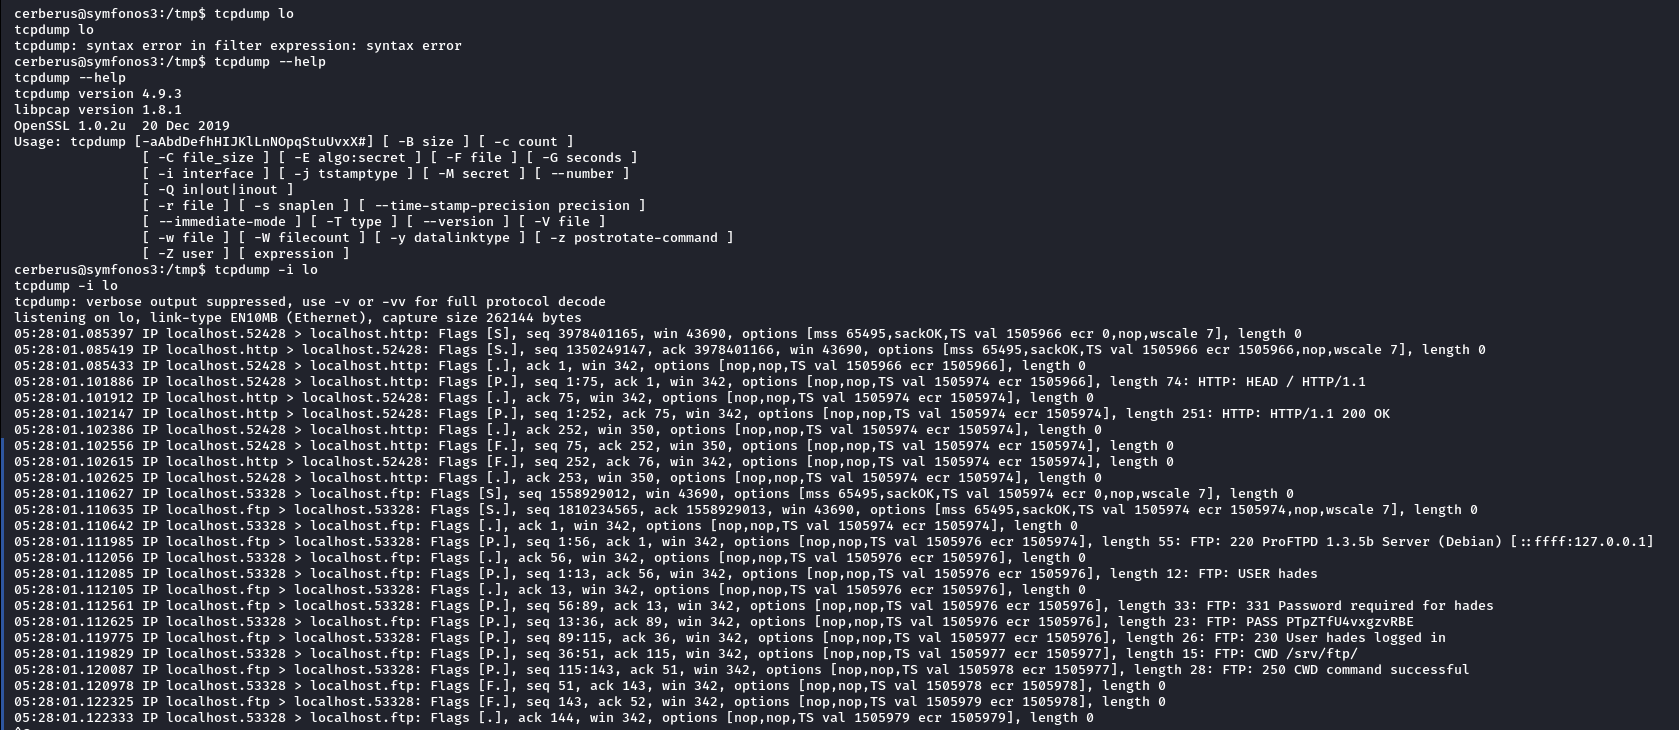 cerberus@symfonos3:/tmp$ tcpdump lo
tcpdump lo
tcpdump: syntax error in filter expression: syntax error
cerberus@symfonos3:/tmp$ tcpdump --help
tcpdump --help
tcpdump version 4.9.3
libpcap version 1.8.1
OpenSSL 1.0.2u  20 Dec 2019
Usage: tcpdump [-aAbdDefhHIJKlLnNOpqStuUvxX#] [ -B size ] [ -c count ]
                [ -C file_size ] [ -E algo:secret ] [ -F file ] [ -G seconds ]
                [ -i interface ] [ -j tstamptype ] [ -M secret ] [ --number ]
                [ -Q in|out|inout ]
                [ -r file ] [ -s snaplen ] [ --time-stamp-precision precision ]
                [ --immediate-mode ] [ -T type ] [ --version ] [ -V file ]
                [ -w file ] [ -W filecount ] [ -y datalinktype ] [ -z postrotate-command ]
                [ -Z user ] [ expression ]
cerberus@symfonos3:/tmp$ tcpdump -i lo
tcpdump -i lo
tcpdump: verbose output suppressed, use -v or -vv for full protocol decode
listening on lo, link-type EN10MB (Ethernet), capture size 262144 bytes
05:28:01.085397 IP localhost.52428 > localhost.http: Flags [S], seq 3978401165, win 43690, options [mss 65495,sackOK,TS val 1505966 ecr 0,nop,wscale 7], length 0
05:28:01.085419 IP localhost.http > localhost.52428: Flags [S.], seq 1350249147, ack 3978401166, win 43690, options [mss 65495,sackOK,TS val 1505966 ecr 1505966,nop,wscale 7], length 0
05:28:01.085433 IP localhost.52428 > localhost.http: Flags [.], ack 1, win 342, options [nop,nop,TS val 1505966 ecr 1505966], length 0
05:28:01.101886 IP localhost.52428 > localhost.http: Flags [P.], seq 1:75, ack 1, win 342, options [nop,nop,TS val 1505974 ecr 1505966], length 74: HTTP: HEAD / HTTP/1.1
05:28:01.101912 IP localhost.http > localhost.52428: Flags [.], ack 75, win 342, options [nop,nop,TS val 1505974 ecr 1505974], length 0
05:28:01.102147 IP localhost.http > localhost.52428: Flags [P.], seq 1:252, ack 75, win 342, options [nop,nop,TS val 1505974 ecr 1505974], length 251: HTTP: HTTP/1.1 200 OK
05:28:01.102386 IP localhost.52428 > localhost.http: Flags [.], ack 252, win 350, options [nop,nop,TS val 1505974 ecr 1505974], length 0
05:28:01.102556 IP localhost.52428 > localhost.http: Flags [F.], seq 75, ack 252, win 350, options [nop,nop,TS val 1505974 ecr 1505974], length 0
05:28:01.102615 IP localhost.http > localhost.52428: Flags [F.], seq 252, ack 76, win 342, options [nop,nop,TS val 1505974 ecr 1505974], length 0
05:28:01.102625 IP localhost.52428 > localhost.http: Flags [.], ack 253, win 350, options [nop,nop,TS val 1505974 ecr 1505974], length 0
05:28:01.110627 IP localhost.53328 > localhost.ftp: Flags [S], seq 1558929012, win 43690, options [mss 65495,sackOK,TS val 1505974 ecr 0,nop,wscale 7], length 0
05:28:01.110635 IP localhost.ftp > localhost.53328: Flags [S.], seq 1810234565, ack 1558929013, win 43690, options [mss 65495,sackOK,TS val 1505974 ecr 1505974,nop,wscale 7], length 0
05:28:01.110642 IP localhost.53328 > localhost.ftp: Flags [.], ack 1, win 342, options [nop,nop,TS val 1505974 ecr 1505974], length 0
05:28:01.111985 IP localhost.ftp > localhost.53328: Flags [P.], seq 1:56, ack 1, win 342, options [nop,nop,TS val 1505976 ecr 1505974], length 55: FTP: 220 ProFTPD 1.3.5b Server (Debian) [::ffff:127.0.0.1]
05:28:01.112056 IP localhost.53328 > localhost.ftp: Flags [.], ack 56, win 342, options [nop,nop,TS val 1505976 ecr 1505976], length 0
05:28:01.112085 IP localhost.53328 > localhost.ftp: Flags [P.], seq 1:13, ack 56, win 342, options [nop,nop,TS val 1505976 ecr 1505976], length 12: FTP: USER hades
05:28:01.112105 IP localhost.ftp > localhost.53328: Flags [.], ack 13, win 342, options [nop,nop,TS val 1505976 ecr 1505976], length 0
05:28:01.112561 IP localhost.ftp > localhost.53328: Flags [P.], seq 56:89, ack 13, win 342, options [nop,nop,TS val 1505976 ecr 1505976], length 33: FTP: 331 Password required for hades
05:28:01.112625 IP localhost.53328 > localhost.ftp: Flags [P.], seq 13:36, ack 89, win 342, options [nop,nop,TS val 1505976 ecr 1505976], length 23: FTP: PASS PTpZTfU4vxgzvRBE
05:28:01.119775 IP localhost.ftp > localhost.53328: Flags [P.], seq 89:115, ack 36, win 342, options [nop,nop,TS val 1505977 ecr 1505976], length 26: FTP: 230 User hades logged in
05:28:01.119829 IP localhost.53328 > localhost.ftp: Flags [P.], seq 36:51, ack 115, win 342, options [nop,nop,TS val 1505977 ecr 1505977], length 15: FTP: CWD /srv/ftp/
05:28:01.120087 IP localhost.ftp > localhost.53328: Flags [P.], seq 115:143, ack 51, win 342, options [nop,nop,TS val 1505978 ecr 1505977], length 28: FTP: 250 CWD command successful
05:28:01.120978 IP localhost.53328 > localhost.ftp: Flags [F.], seq 51, ack 143, win 342, options [nop,nop,TS val 1505978 ecr 1505978], length 0
05:28:01.122325 IP localhost.ftp > localhost.53328: Flags [F.], seq 143, ack 52, win 342, options [nop,nop,TS val 1505979 ecr 1505978], length 0
05:28:01.122333 IP localhost.53328 > localhost.ftp: Flags [.], ack 144, win 342, options [nop,nop,TS val 1505979 ecr 1505979], length 0